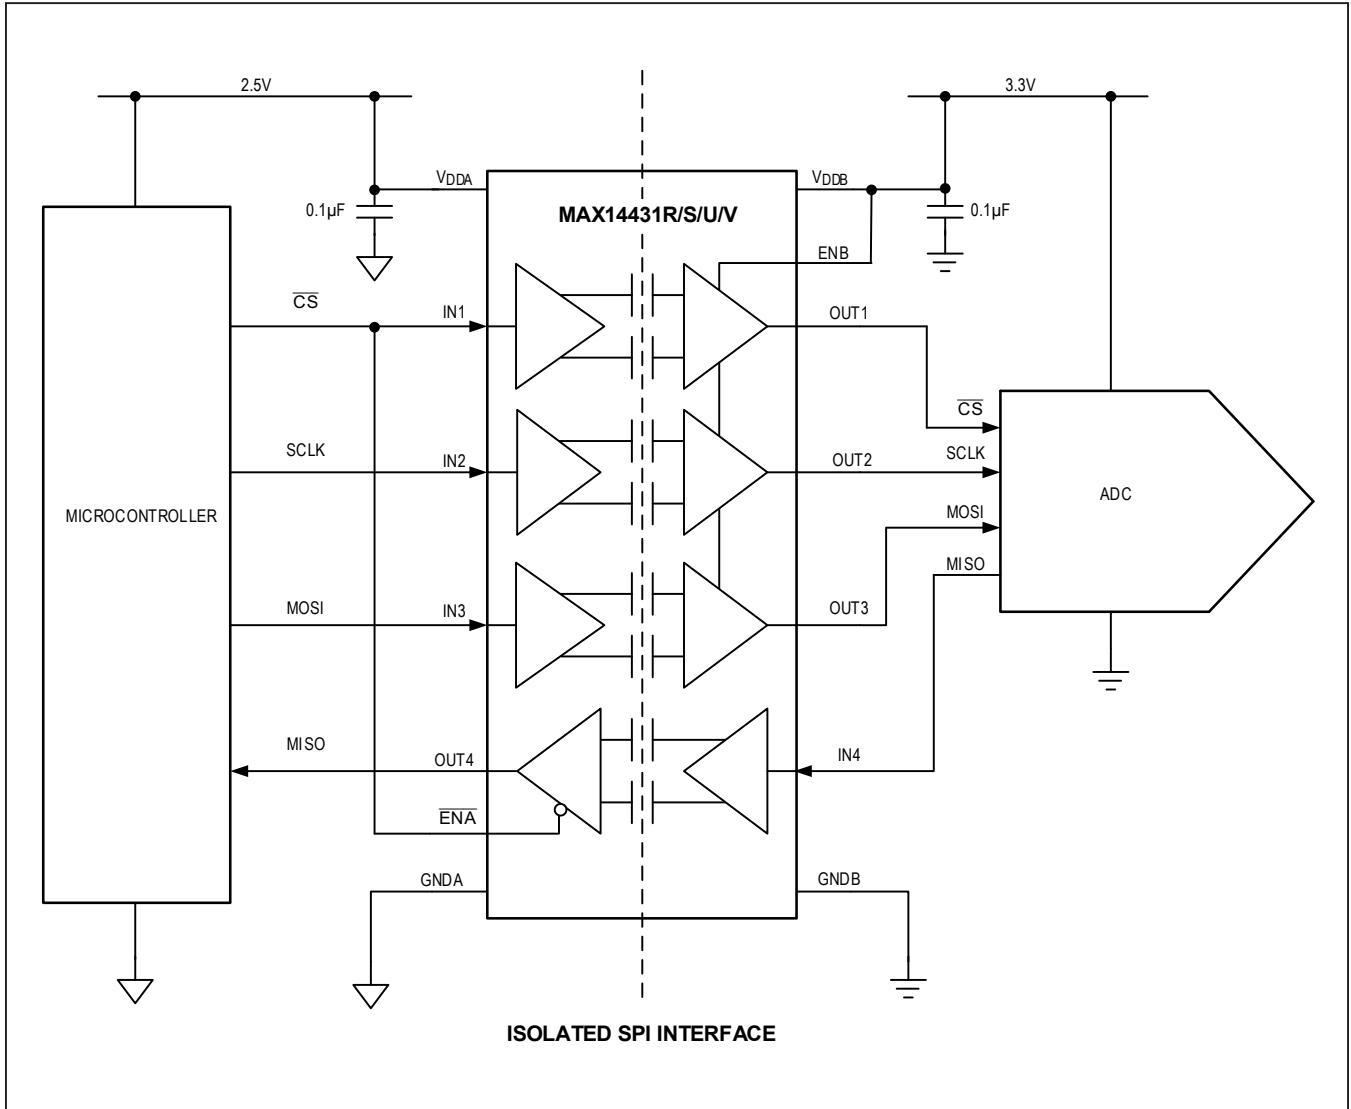 2.5V
3.3V
VDDA
VDDB
0.1µF
MAX14431R/S/U/V
0.1µF
ENB
CS
IN1
OUT1
CS
SCLK
IN2
OUT2
SCLK
MICROCONTROLLER
ADC
MOSI
MISO
MOSI
IN3
OUT3
MISO
OUT4
IN4
ENA
GNDA
GNDB
ISOLATED SPI INTERFACE